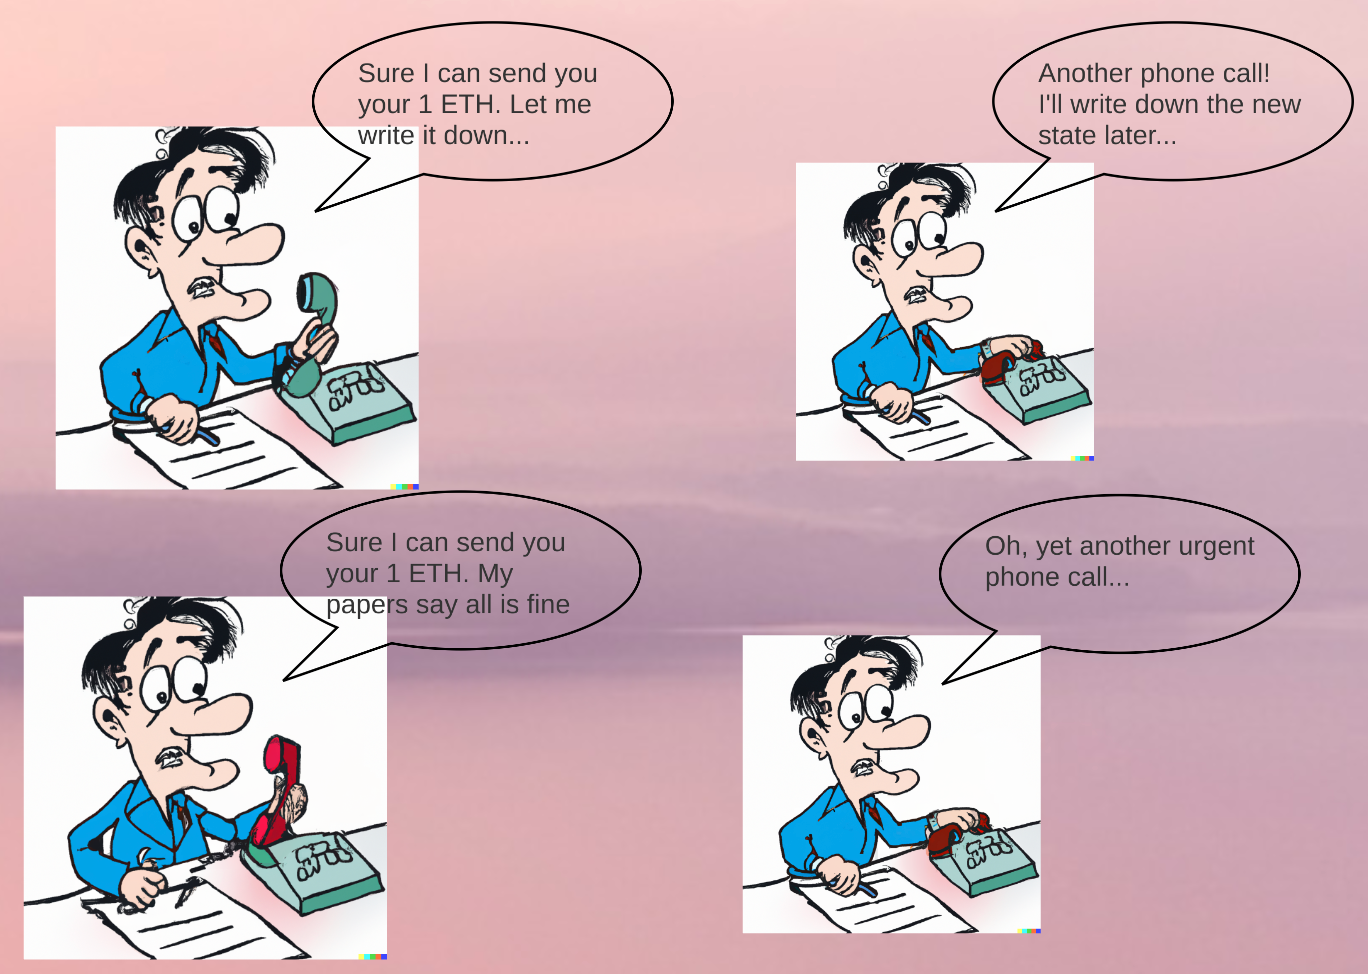 Sure I can send you
your 1 ETH. Let me
write it down...
Another phone call!
I'll write down the new
state later...
Sure I can send you
your 1 ETH. My
papers say all is fine
Oh, yet another urgent
phone call...